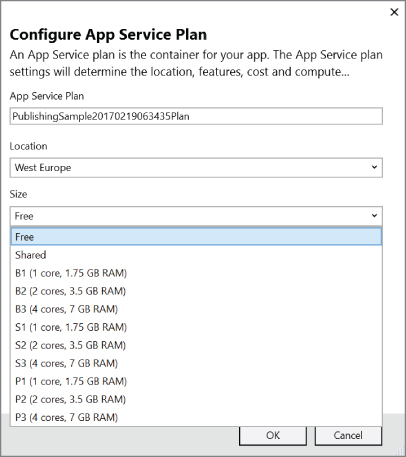 Configure App Service Plan
An App Service plan is the container for your app. The App Service plan
settings will determine the location, features, cost and compute...
App Service Plan
PublishingSample20170219063435Plan
Location
West Europe
Size
Free
Free
Shared
B1 (1 core, 1.75 GB RAM)
B2 (2 cores, 3.5 GB RAM)
B3 (4 cores, 7 GB RAM)
S1 (1 core, 1.75 GB RAM)
S2 (2 cores, 3.5 GB RAM)
S3 (4 cores, 7 GB RAM)
P1 (1 core, 1.75 GB RAM)
P2 (2 cores, 3.5 GB RAM)
P3 (4 cores, 7 GB RAM)
OK Cancel